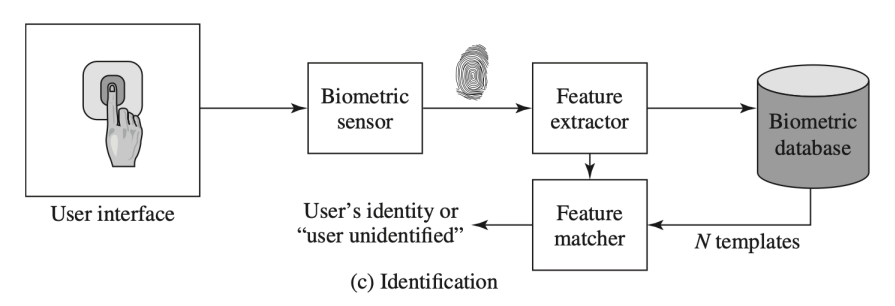 Biometric
sensor
Feature
extractor
Biometric
database
User interface
User's identity or
“user unidentified”
Feature
matcher
N templates
(c) Identification